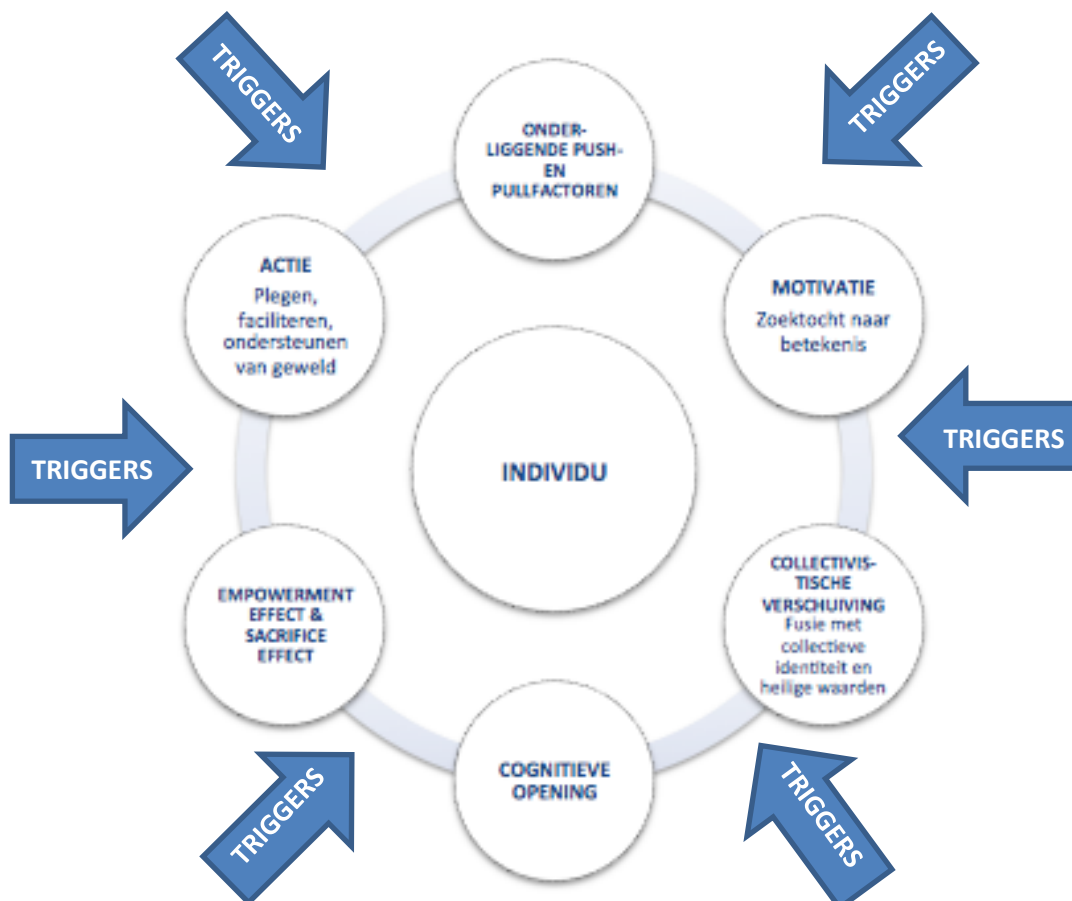 TRIGGERS
TRIGGERS
ONDER-
LIGGENDE PUSH-
EN
PULLFACTOREN
ACTIE
Plegen,
faciliteren,
ondersteunen
van geweld
MOTIVATIE
Zoektocht naar
betekenis
TRIGGERS
INDIVIDU
TRIGGERS
EMPOWERMENT
EFFECT &
SACRIFICE
EFFECT
COLLECTIVIS-
TISCHE
VERSCHUIVING
Fusie met
collectieve
identiteit en
heilige waarden
COGNITIEVE
OPENING
TRIGGERS
TRIGGERS